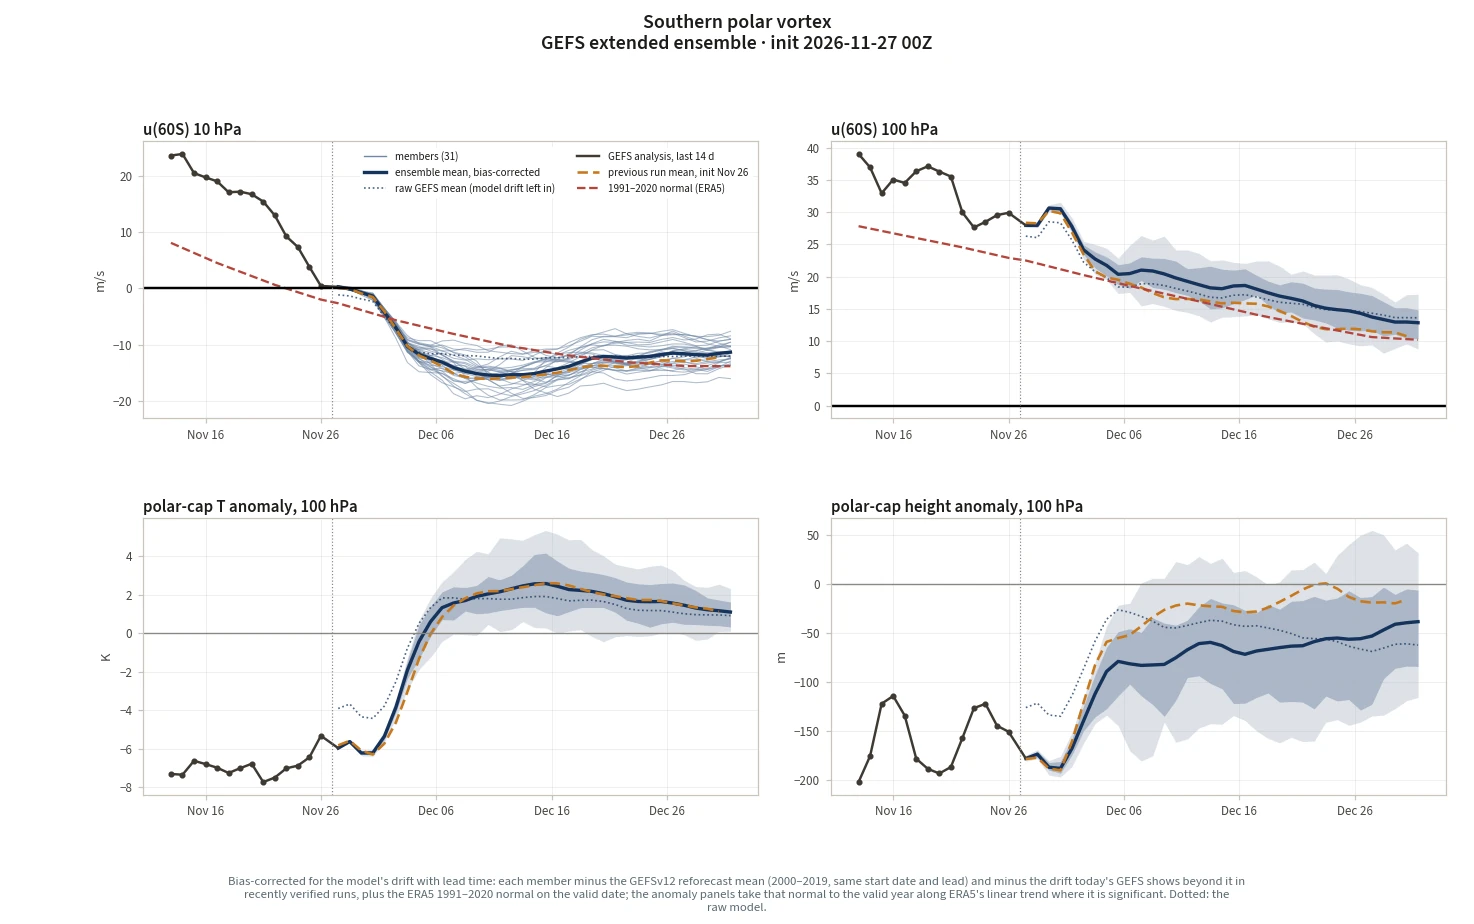 Southern polar vortex
GEFS extended ensemble · init 2026-11-27 00Z
u(60S) 10 hPa
members (31)
ensemble mean, bias-corrected
raw GEFS mean (model drift left in)
GEFS analysis, last 14 d
previous run mean, init Nov 26
1991–2020 normal (ERA5)
m/s
20
10
0
−10
−20
Nov 16
Nov 26
Dec 06
Dec 16
Dec 26
u(60S) 100 hPa
m/s
40
35
30
25
20
15
10
5
0
Nov 16
Nov 26
Dec 06
Dec 16
Dec 26
polar-cap T anomaly, 100 hPa
K
4
2
0
−2
−4
−6
−8
Nov 16
Nov 26
Dec 06
Dec 16
Dec 26
polar-cap height anomaly, 100 hPa
m
50
0
−50
−100
−150
−200
Nov 16
Nov 26
Dec 06
Dec 16
Dec 26
Bias-corrected for the model's drift with lead time: each member minus the GEFSv12 reforecast mean (2000–2019, same start date and lead) and minus the drift today's GEFS shows beyond it in
recently verified runs, plus the ERA5 1991–2020 normal on the valid date; the anomaly panels take that normal to the valid year along ERA5's linear trend where it is significant. Dotted: the
raw model.